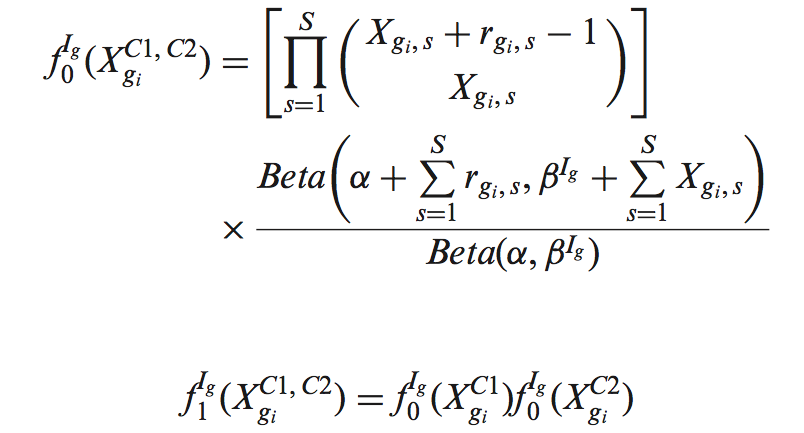 $f_0^{I_g}(X_{g_i}^{C1,C2}) = \left[\prod_{s=1}^{S} \binom{X_{g_i,s} + r_{g_i,s} - 1}{X_{g_i,s}}\right]$
$\times \frac{Beta\left(\alpha + \sum_{s=1}^{S} r_{g_i,s}, \beta^{I_g} + \sum_{s=1}^{S} X_{g_i,s}\right)}{Beta(\alpha, \beta^{I_g})}$
$f_1^{I_g}(X_{g_i}^{C1,C2}) = f_0^{I_g}(X_{g_i}^{C1}) f_0^{I_g}(X_{g_i}^{C2})$